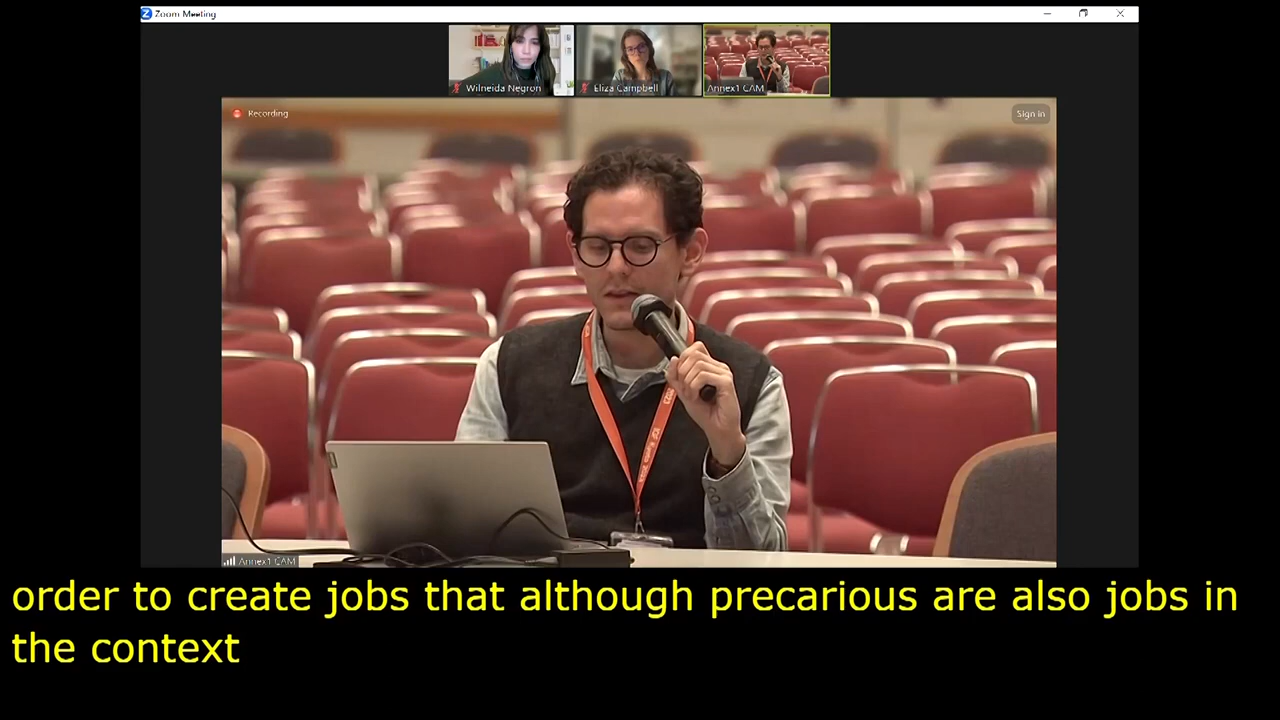 Zoom Meeting
Wilneida Negron
Eliza Campbell
Annex1 CAM
Recording
Sign in
Annex1 CAM
order to create jobs that although precarious are also jobs in
the context